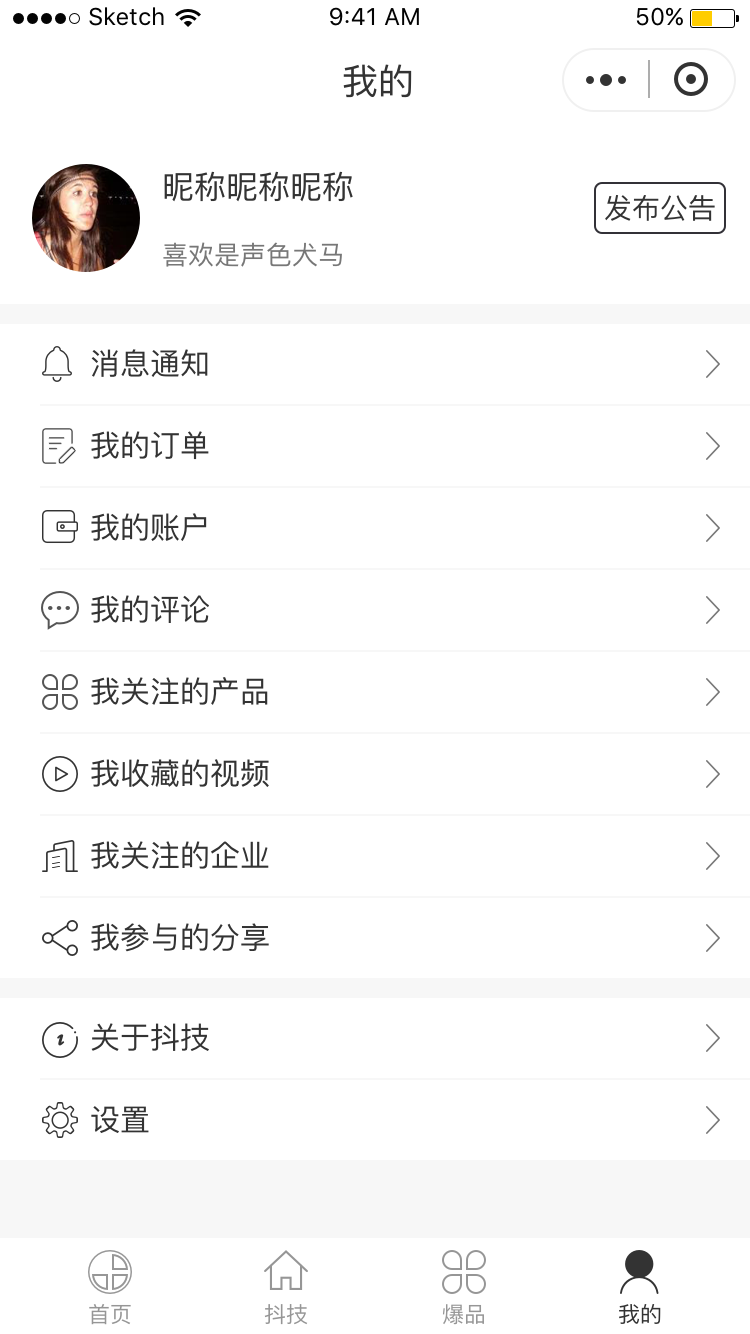 Sketch 9:41 AM 50%
我的
昵称昵称昵称
发布公告
喜欢是声色犬马
消息通知
我的订单
我的账户
我的评论
我关注的产品
我收藏的视频
我关注的企业
我参与的分享
关于抖技
设置
首页 抖技 爆品 我的